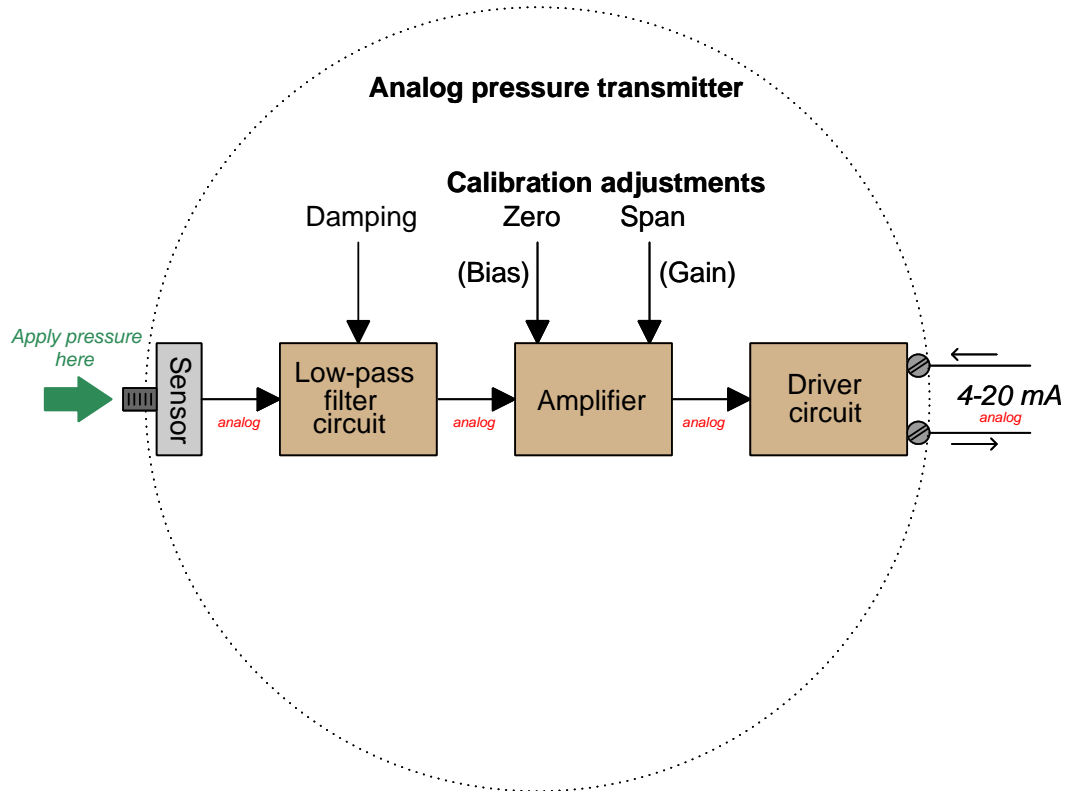 Analog pressure transmitter
Calibration adjustments
Damping
Zero
Span
(Bias)
(Gain)
Apply pressure
here
Sensor
analog
Low-pass
filter
circuit
analog
Amplifier
analog
Driver
circuit
4-20 mA
analog